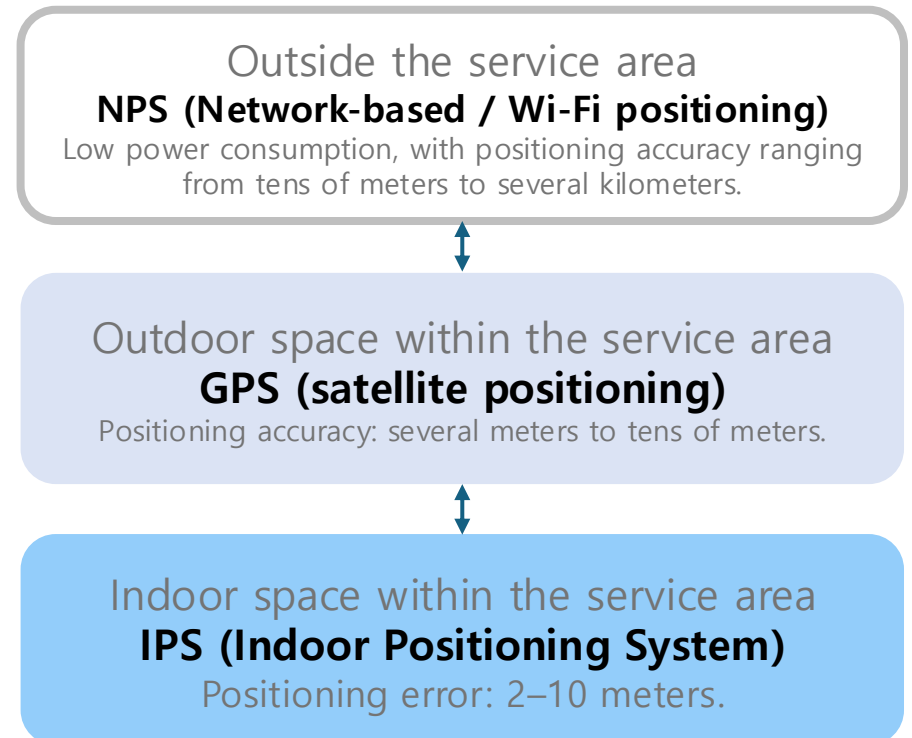 Outside the service area
NPS (Network-based / Wi-Fi positioning)
Low power consumption, with positioning accuracy ranging
from tens of meters to several kilometers.
Outdoor space within the service area
GPS (satellite positioning)
Positioning accuracy: several meters to tens of meters.
Indoor space within the service area
IPS (Indoor Positioning System)
Positioning error: 2–10 meters.